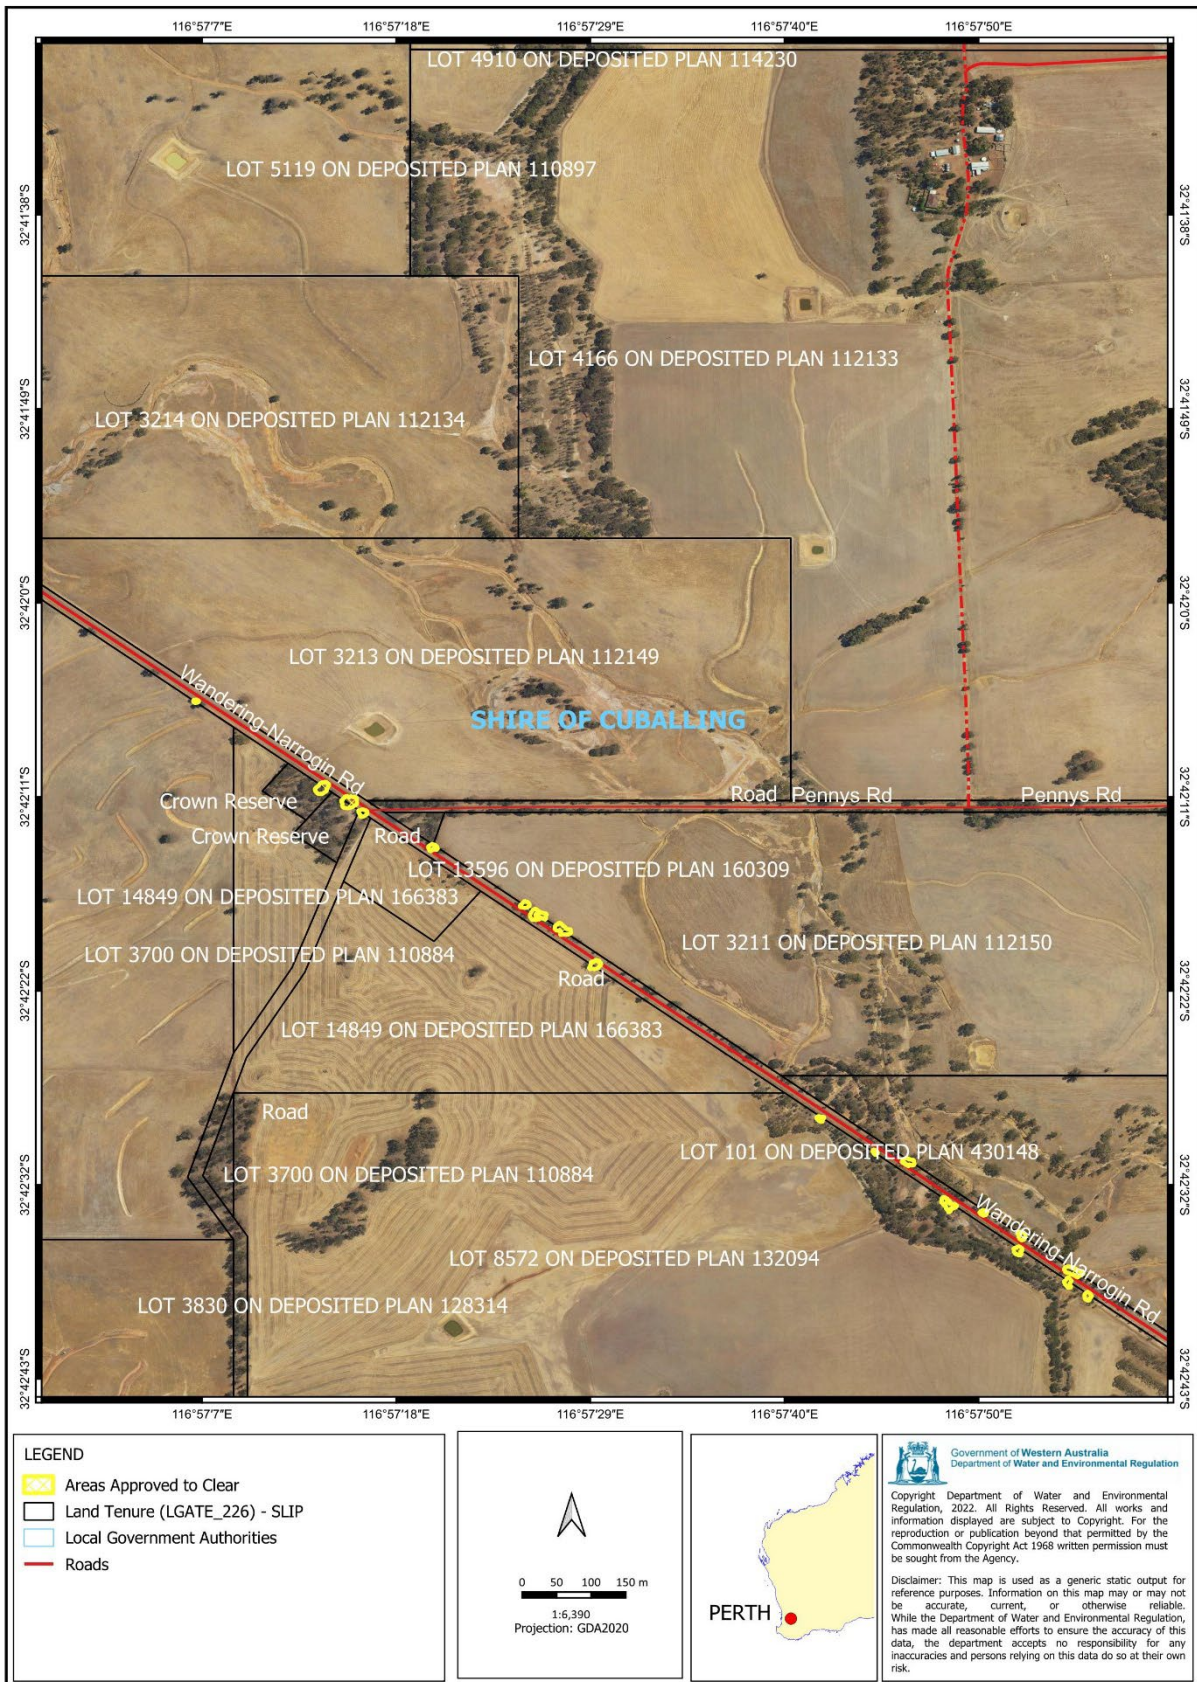 116°57'7"E 116°57'18"E 116°57'29"E 116°57'40"E 116°57'50"E
LOT 4910 ON DEPOSITED PLAN 114230
LOT 5119 ON DEPOSITED PLAN 110897
32°41'38"S 32°41'38"S
LOT 4166 ON DEPOSITED PLAN 112133
LOT 3214 ON DEPOSITED PLAN 112134
32°41'49"S 32°41'49"S
32°42'0"S 32°42'0"S
LOT 3213 ON DEPOSITED PLAN 112149
Wandering-Narrogin Rd
SHIRE OF CUBALLING
32°42'11"S 32°42'11"S
Crown Reserve
Road Pennys Rd Pennys Rd
Crown Reserve
Road
LOT 13596 ON DEPOSITED PLAN 160309
LOT 14849 ON DEPOSITED PLAN 166383
LOT 3211 ON DEPOSITED PLAN 112150
LOT 3700 ON DEPOSITED PLAN 110884
Road
32°42'22"S 32°42'22"S
LOT 14849 ON DEPOSITED PLAN 166383
Road
LOT 101 ON DEPOSITED PLAN 430148
LOT 3700 ON DEPOSITED PLAN 110884
32°42'32"S 32°42'32"S
Wandering-Narrogin Rd
LOT 8572 ON DEPOSITED PLAN 132094
LOT 3830 ON DEPOSITED PLAN 128314
32°42'43"S 32°42'43"S
116°57'7"E 116°57'18"E 116°57'29"E 116°57'40"E 116°57'50"E
LEGEND
Areas Approved to Clear
Land Tenure (LGATE_226) - SLIP
Local Government Authorities
Roads
0 50 100 150 m
1:6,390
Projection: GDA2020
PERTH
Government of Western Australia
Department of Water and Environmental Regulation
Copyright Department of Water and Environmental
Regulation, 2022. All Rights Reserved. All works and
information displayed are subject to Copyright. For the
reproduction or publication beyond that permitted by the
Commonwealth Copyright Act 1968 written permission must
be sought from the Agency.
Disclaimer: This map is used as a generic static output for
reference purposes. Information on this map may or may not
be accurate, current, or otherwise reliable.
While the Department of Water and Environmental Regulation,
has made all reasonable efforts to ensure the accuracy of this
data, the department accepts no responsibility for any
inaccuracies and persons relying on this data do so at their own
risk.